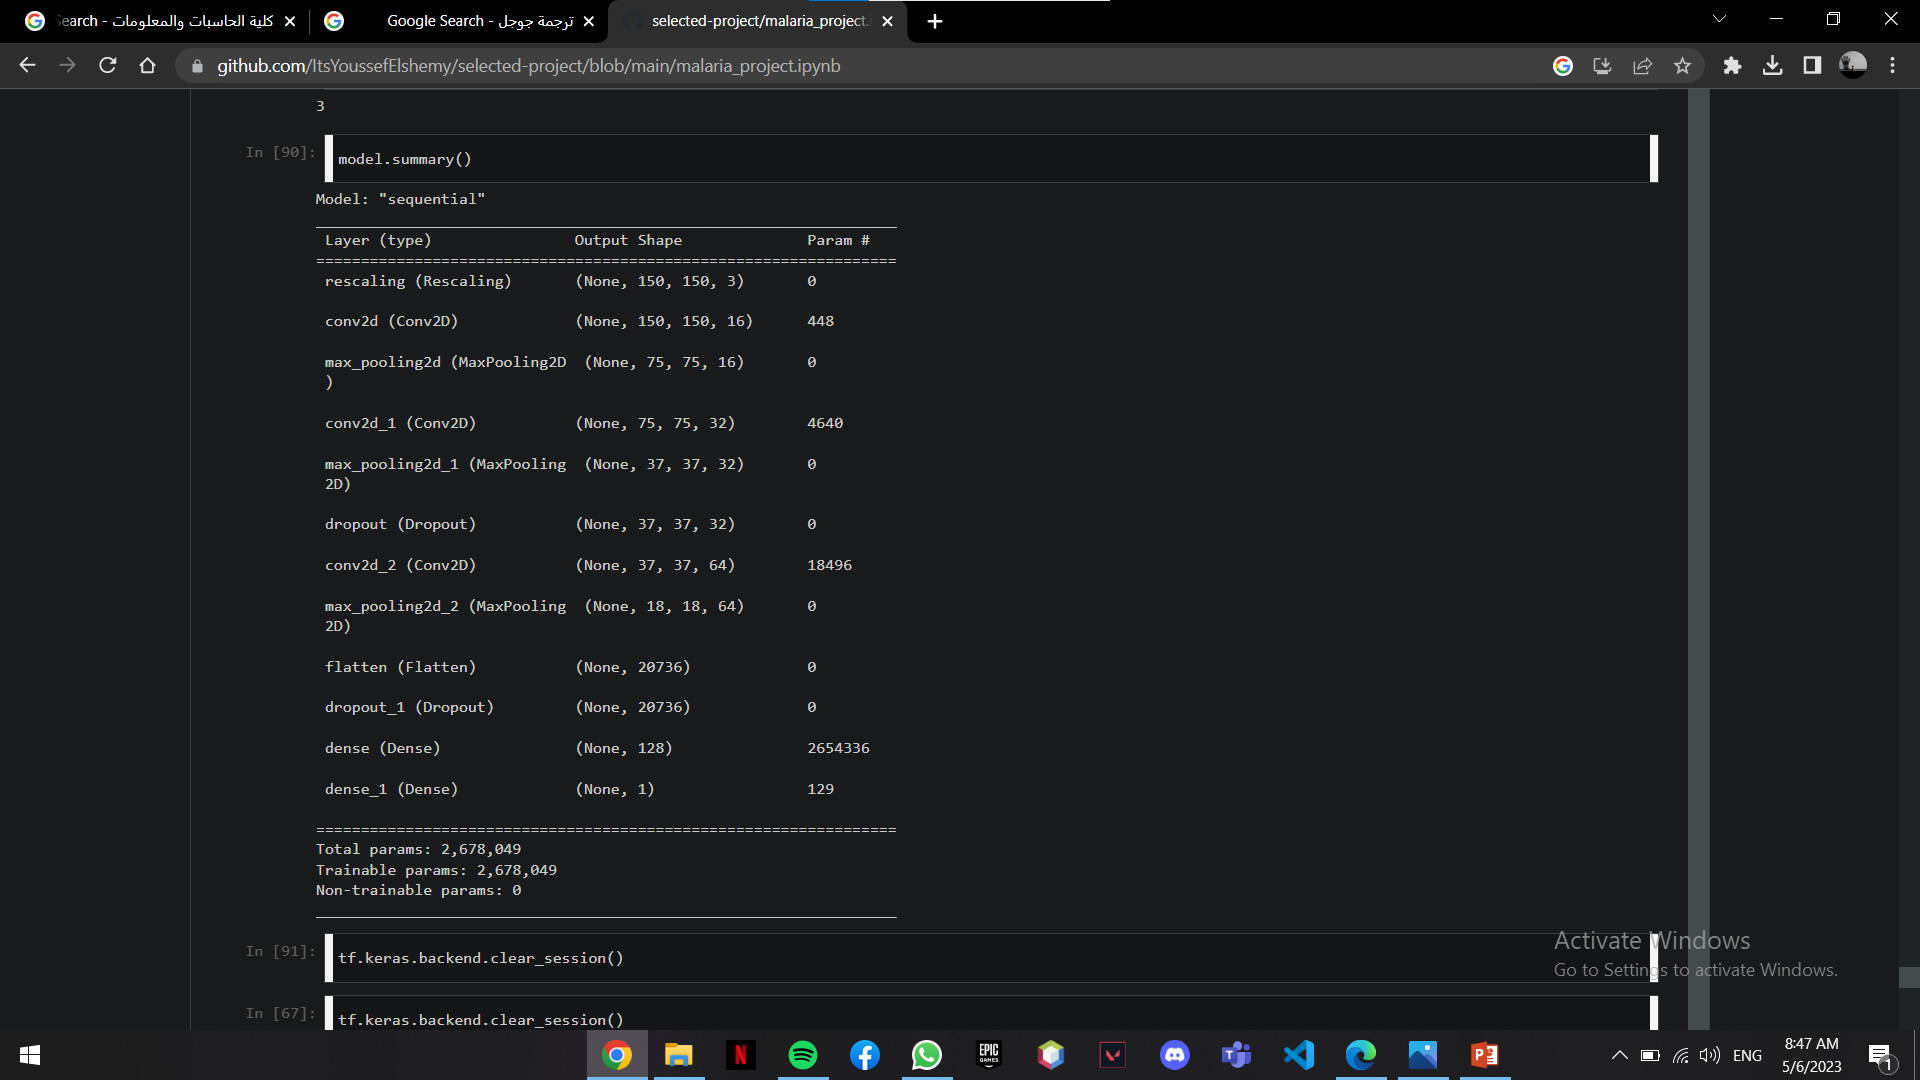 Search - كلية الحاسبات والمعلومات
Google Search - ترجمة جوجل
selected-project/malaria_project.i
github.com/ItsYoussefElshemy/selected-project/blob/main/malaria_project.ipynb
3
In [90]:
model.summary()
Model: "sequential"
Layer (type) Output Shape Param #
=================================================================
rescaling (Rescaling) (None, 150, 150, 3) 0
conv2d (Conv2D) (None, 150, 150, 16) 448
max_pooling2d (MaxPooling2D (None, 75, 75, 16) 0
)
conv2d_1 (Conv2D) (None, 75, 75, 32) 4640
max_pooling2d_1 (MaxPooling (None, 37, 37, 32) 0
2D)
dropout (Dropout) (None, 37, 37, 32) 0
conv2d_2 (Conv2D) (None, 37, 37, 64) 18496
max_pooling2d_2 (MaxPooling (None, 18, 18, 64) 0
2D)
flatten (Flatten) (None, 20736) 0
dropout_1 (Dropout) (None, 20736) 0
dense (Dense) (None, 128) 2654336
dense_1 (Dense) (None, 1) 129
=================================================================
Total params: 2,678,049
Trainable params: 2,678,049
Non-trainable params: 0
In [91]:
tf.keras.backend.clear_session()
Activate Windows
Go to Settings to activate Windows.
In [67]:
tf.keras.backend.clear_session()
N
EPIC
GAMES
P
ENG
8:47 AM
5/6/2023
1